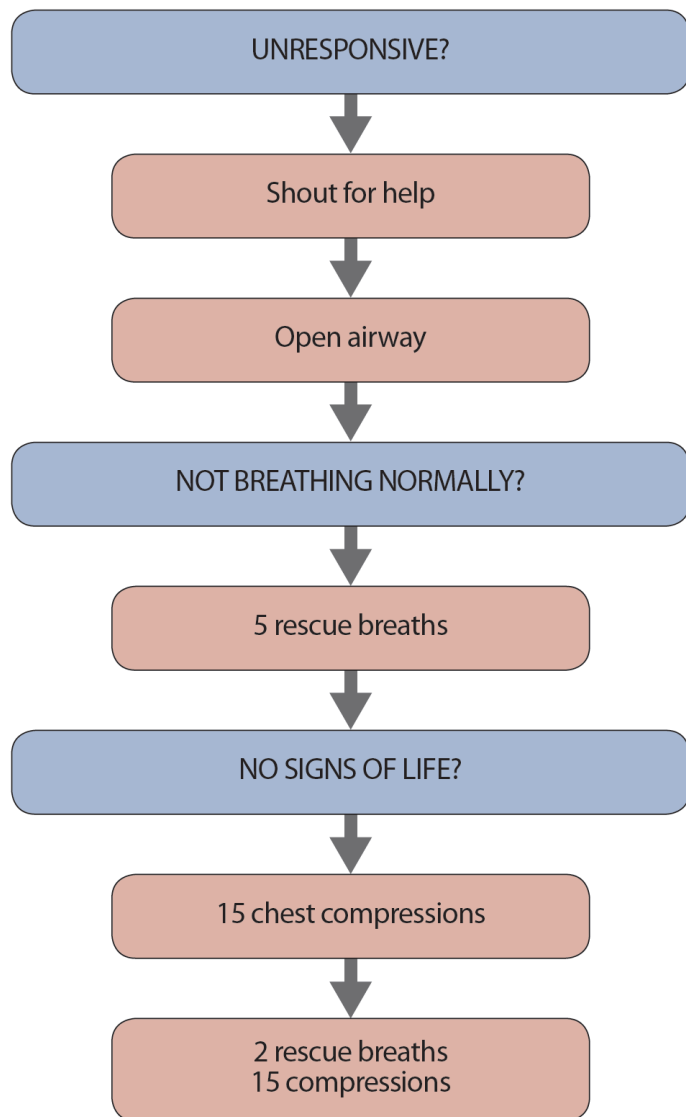 UNRESPONSIVE?
Shout for help
Open airway
NOT BREATHING NORMALLY?
5 rescue breaths
NO SIGNS OF LIFE?
15 chest compressions
2 rescue breaths
15 compressions